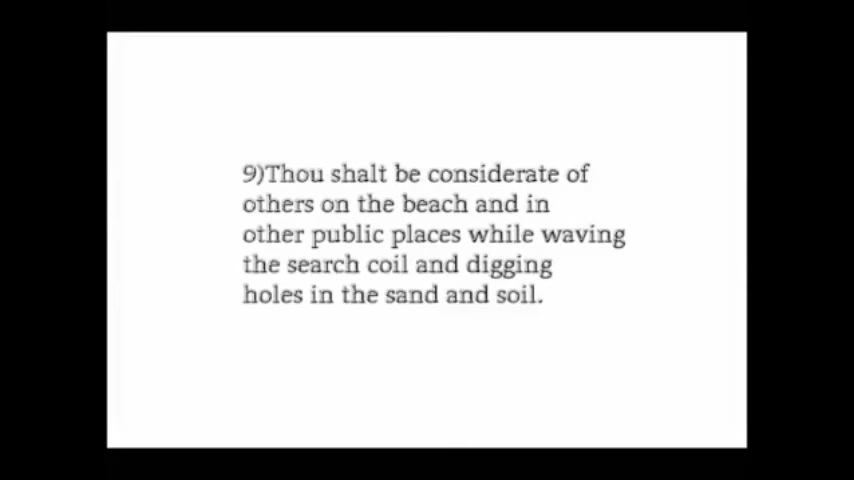 9)Thou shalt be considerate of
others on the beach and in
other public places while waving
the search coil and digging
holes in the sand and soil.